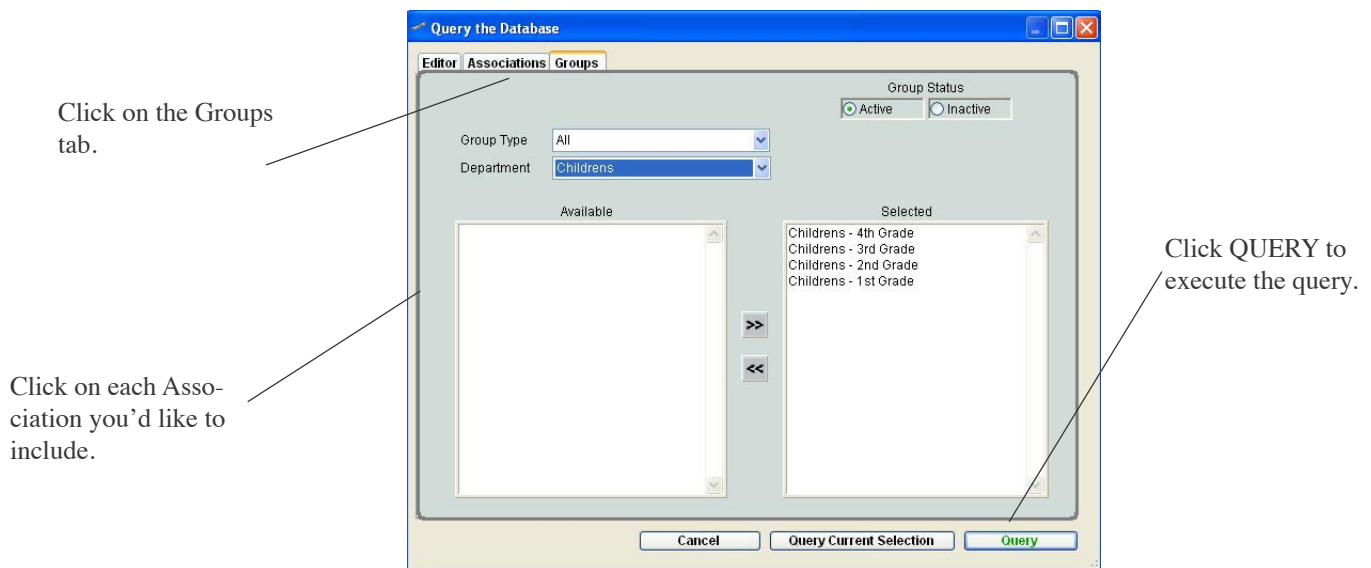 Query the Database
Editor Associations Groups
Group Status
Active Inactive
Click on the Groups
tab.
Group Type All
Department Childrens
Available Selected
Childrens - 4th Grade
Childrens - 3rd Grade
Childrens - 2nd Grade
Childrens - 1st Grade
Click QUERY to
execute the query.
>>
<<
Click on each Asso-
ciation you’d like to
include.
Cancel Query Current Selection Query